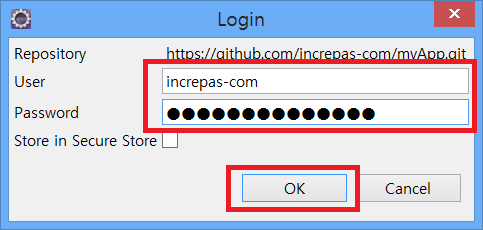 Login
Repository https://github.com/increpas-com/myApp.git
User increpas-com
Password ●●●●●●●●●●●●●●
Store in Secure Store
OK Cancel